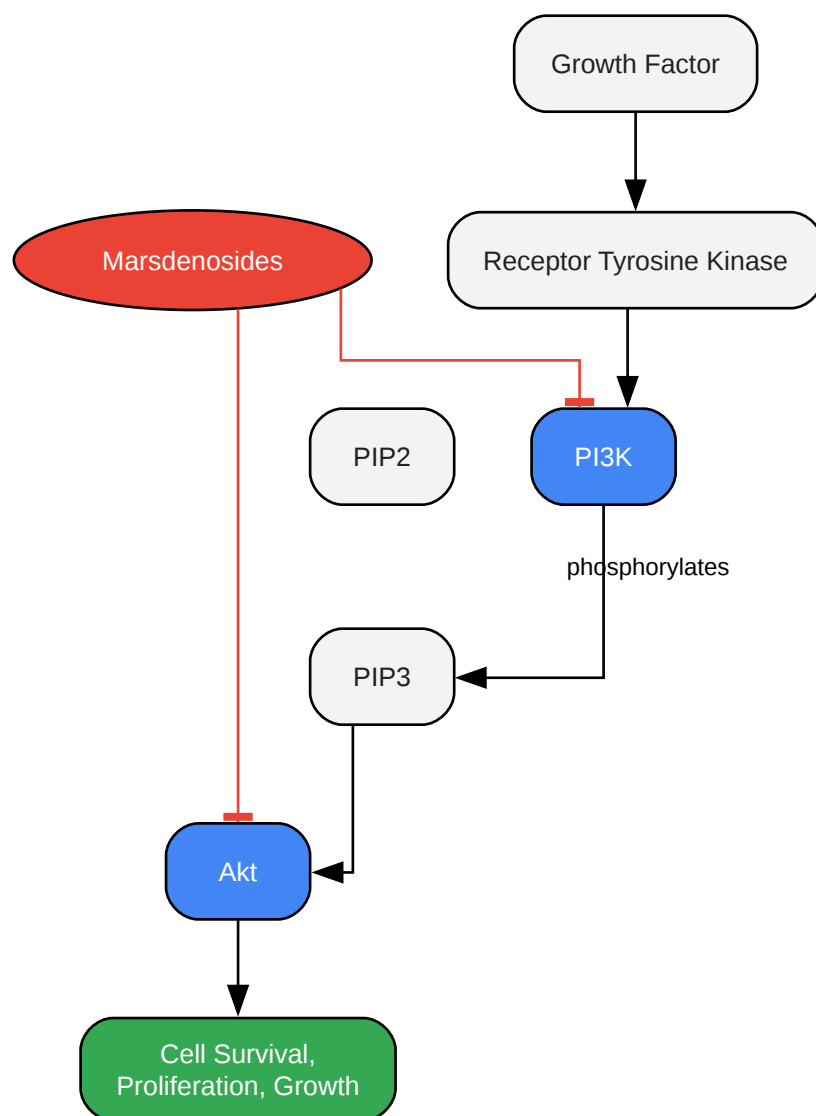 Growth Factor
Marsdenosides
Receptor Tyrosine Kinase
PIP2
PI3K
phosphorylates
PIP3
Akt
Cell Survival,
Proliferation, Growth